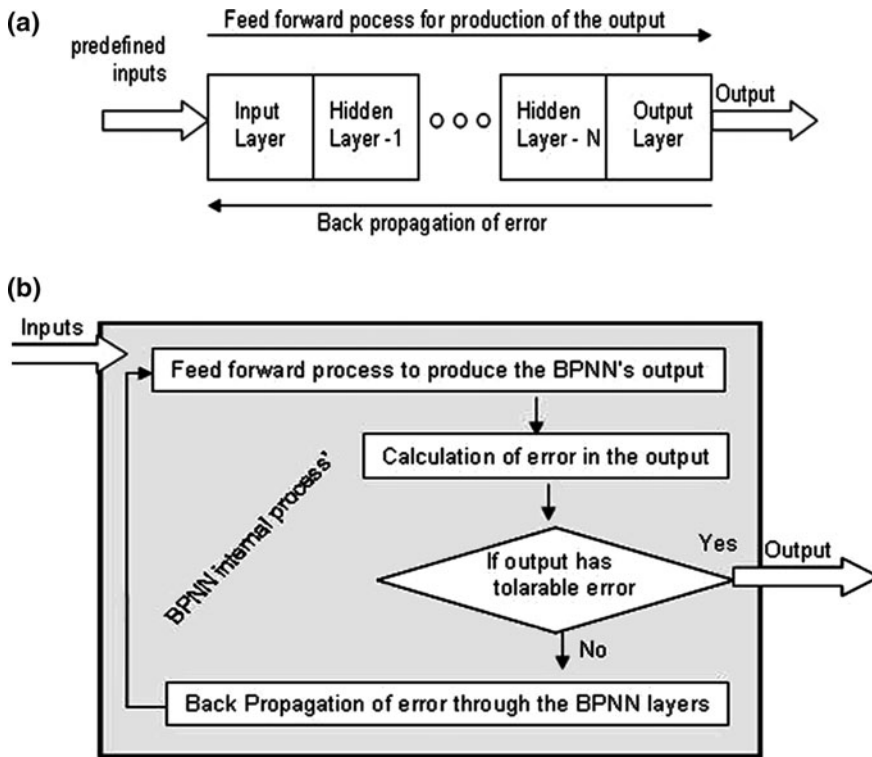 (a)
Feed forward pocess for production of the output
predefined
inputs
Input
Layer
Hidden
Layer -1
Hidden
Layer - N
Output
Layer
Output
Back propagation of error
(b)
Inputs
Feed forward process to produce the BPNN's output
Calculation of error in the output
'BPNN internal process'
If output has
tolarable error
Yes
Output
No
Back Propagation of error through the BPNN layers